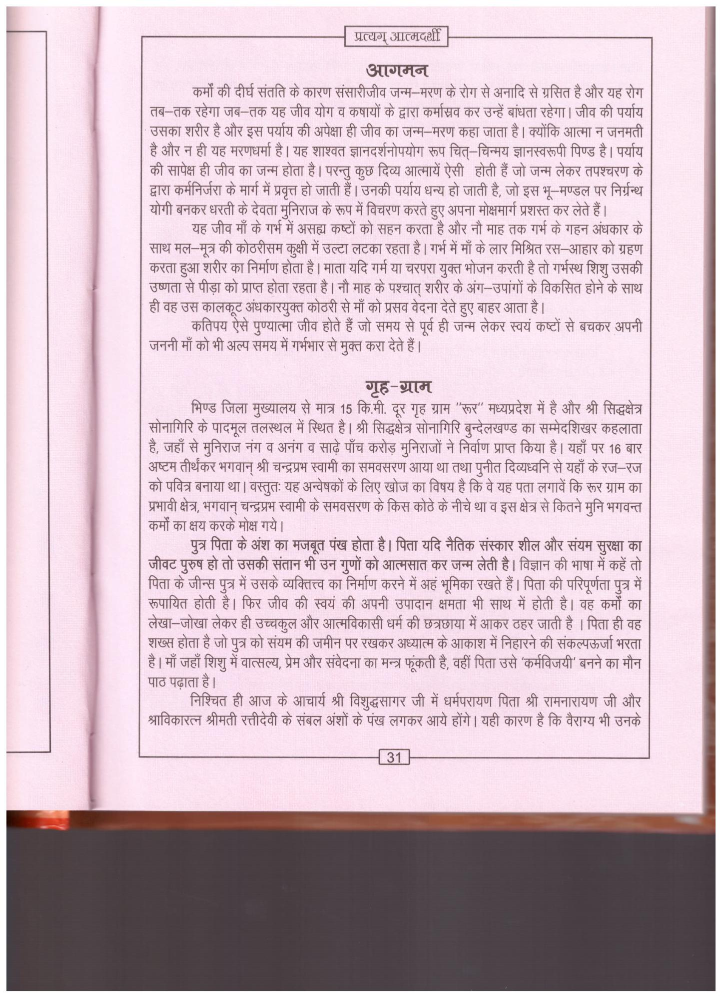 प्रत्यग् आत्मदर्शी
आगमन
कर्मों की दीर्घ संतति के कारण संसारीजीव जन्म–मरण के रोग से अनादि से ग्रसित है और यह रोग
तब–तक रहेगा जब–तक यह जीव योग व कषायों के द्वारा कर्मास्रव कर उन्हें बांधता रहेगा। जीव की पर्याय
उसका शरीर है और इस पर्याय की अपेक्षा ही जीव का जन्म–मरण कहा जाता है। क्योंकि आत्मा न जनमती
है और न ही यह मरणधर्मा है। यह शाश्वत ज्ञानदर्शनोपयोग रूप चित्–चिन्मय ज्ञानस्वरूपी पिण्ड है। पर्याय
की सापेक्ष ही जीव का जन्म होता है। परन्तु कुछ दिव्य आत्मायें ऐसी होती हैं जो जन्म लेकर तपश्चरण के
द्वारा कर्मनिर्जरा के मार्ग में प्रवृत्त हो जाती हैं। उनकी पर्याय धन्य हो जाती है, जो इस भू–मण्डल पर निर्ग्रन्थ
योगी बनकर धरती के देवता मुनिराज के रूप में विचरण करते हुए अपना मोक्षमार्ग प्रशस्त कर लेते हैं।
यह जीव माँ के गर्भ में असह्य कष्टों को सहन करता है और नौ माह तक गर्भ के गहन अंधकार के
साथ मल–मूत्र की कोठरीसम कुक्षी में उल्टा लटका रहता है। गर्भ में माँ के लार मिश्रित रस–आहार को ग्रहण
करता हुआ शरीर का निर्माण होता है। माता यदि गर्म या चरपरा युक्त भोजन करती है तो गर्भस्थ शिशु उसकी
उष्णता से पीड़ा को प्राप्त होता रहता है। नौ माह के पश्चात् शरीर के अंग–उपांगों के विकसित होने के साथ
ही वह उस कालकूट अंधकारयुक्त कोठरी से माँ को प्रसव वेदना देते हुए बाहर आता है।
कतिपय ऐसे पुण्यात्मा जीव होते हैं जो समय से पूर्व ही जन्म लेकर स्वयं कष्टों से बचकर अपनी
जननी माँ को भी अल्प समय में गर्भभार से मुक्त करा देते हैं।
गृह-ग्राम
भिण्ड जिला मुख्यालय से मात्र 15 कि.मी. दूर गृह ग्राम "रूर" मध्यप्रदेश में है और श्री सिद्धक्षेत्र
सोनागिरि के पादमूल तलस्थल में स्थित है। श्री सिद्धक्षेत्र सोनागिरि बुन्देलखण्ड का सम्मेदशिखर कहलाता
है, जहाँ से मुनिराज नंग व अनंग व साढ़े पाँच करोड़ मुनिराजों ने निर्वाण प्राप्त किया है। यहाँ पर 16 बार
अष्टम तीर्थंकर भगवान् श्री चन्द्रप्रभ स्वामी का समवसरण आया था तथा पुनीत दिव्यध्वनि से यहाँ के रज–रज
को पवित्र बनाया था। वस्तुतः यह अन्वेषकों के लिए खोज का विषय है कि वे यह पता लगावें कि रूर ग्राम का
प्रभावी क्षेत्र, भगवान् चन्द्रप्रभ स्वामी के समवसरण के किस कोठे के नीचे था व इस क्षेत्र से कितने मुनि भगवन्त
कर्मों का क्षय करके मोक्ष गये।
पुत्र पिता के अंश का मजबूत पंख होता है। पिता यदि नैतिक संस्कार शील और संयम सुरक्षा का
जीवट पुरुष हो तो उसकी संतान भी उन गुणों को आत्मसात कर जन्म लेती है। विज्ञान की भाषा में कहें तो
पिता के जीन्स पुत्र में उसके व्यक्तित्त्व का निर्माण करने में अहं भूमिका रखते हैं। पिता की परिपूर्णता पुत्र में
रूपायित होती है। फिर जीव की स्वयं की अपनी उपादान क्षमता भी साथ में होती है। वह कर्मों का
लेखा–जोखा लेकर ही उच्चकुल और आत्मविकासी धर्म की छत्रछाया में आकर ठहर जाती है । पिता ही वह
शख्स होता है जो पुत्र को संयम की जमीन पर रखकर अध्यात्म के आकाश में निहारने की संकल्पऊर्जा भरता
है। माँ जहाँ शिशु में वात्सल्य, प्रेम और संवेदना का मन्त्र फूंकती है, वहीं पिता उसे 'कर्मविजयी' बनने का मौन
पाठ पढ़ाता है।
निश्चित ही आज के आचार्य श्री विशुद्धसागर जी में धर्मपरायण पिता श्री रामनारायण जी और
श्राविकारत्न श्रीमती रत्तीदेवी के संबल अंशों के पंख लगकर आये होंगे। यही कारण है कि वैराग्य भी उनके
31